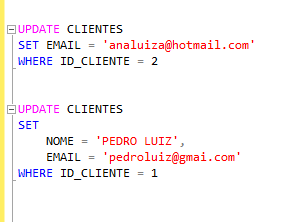 UPDATE CLIENTES
SET EMAIL = 'analuiza@hotmail.com'
WHERE ID_CLIENTE = 2
UPDATE CLIENTES
SET
NOME = 'PEDRO LUIZ',
EMAIL = 'pedroluiz@gmai.com'
WHERE ID_CLIENTE = 1